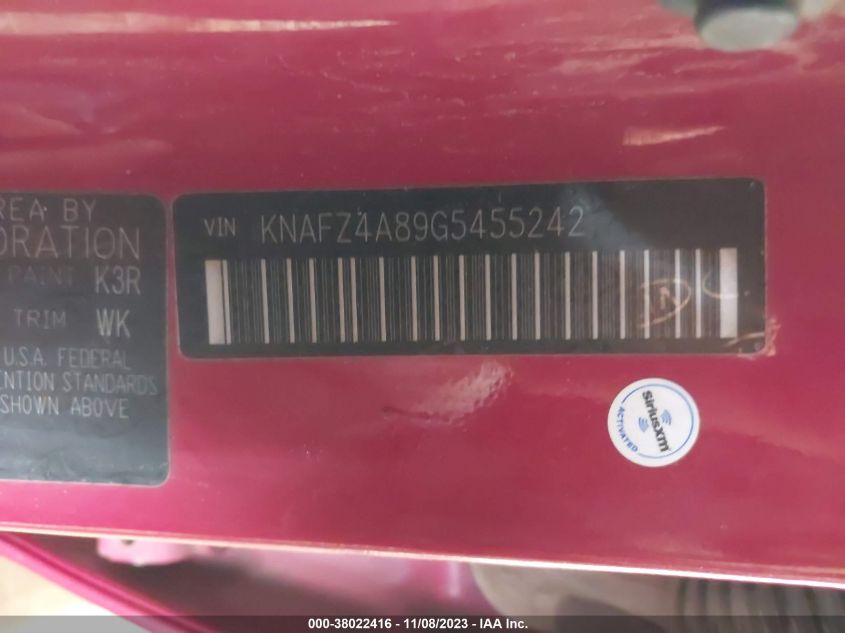 REA BY
ORATION
PAINT K3R
TRIM WK
U.S.A. FEDERAL
ENTION STANDARDS
SHOWN ABOVE
VIN KNAFZ4A89G5455242
SiriusXM
ACTIVATED
000-38022416 - 11/08/2023 - © IAA Inc.